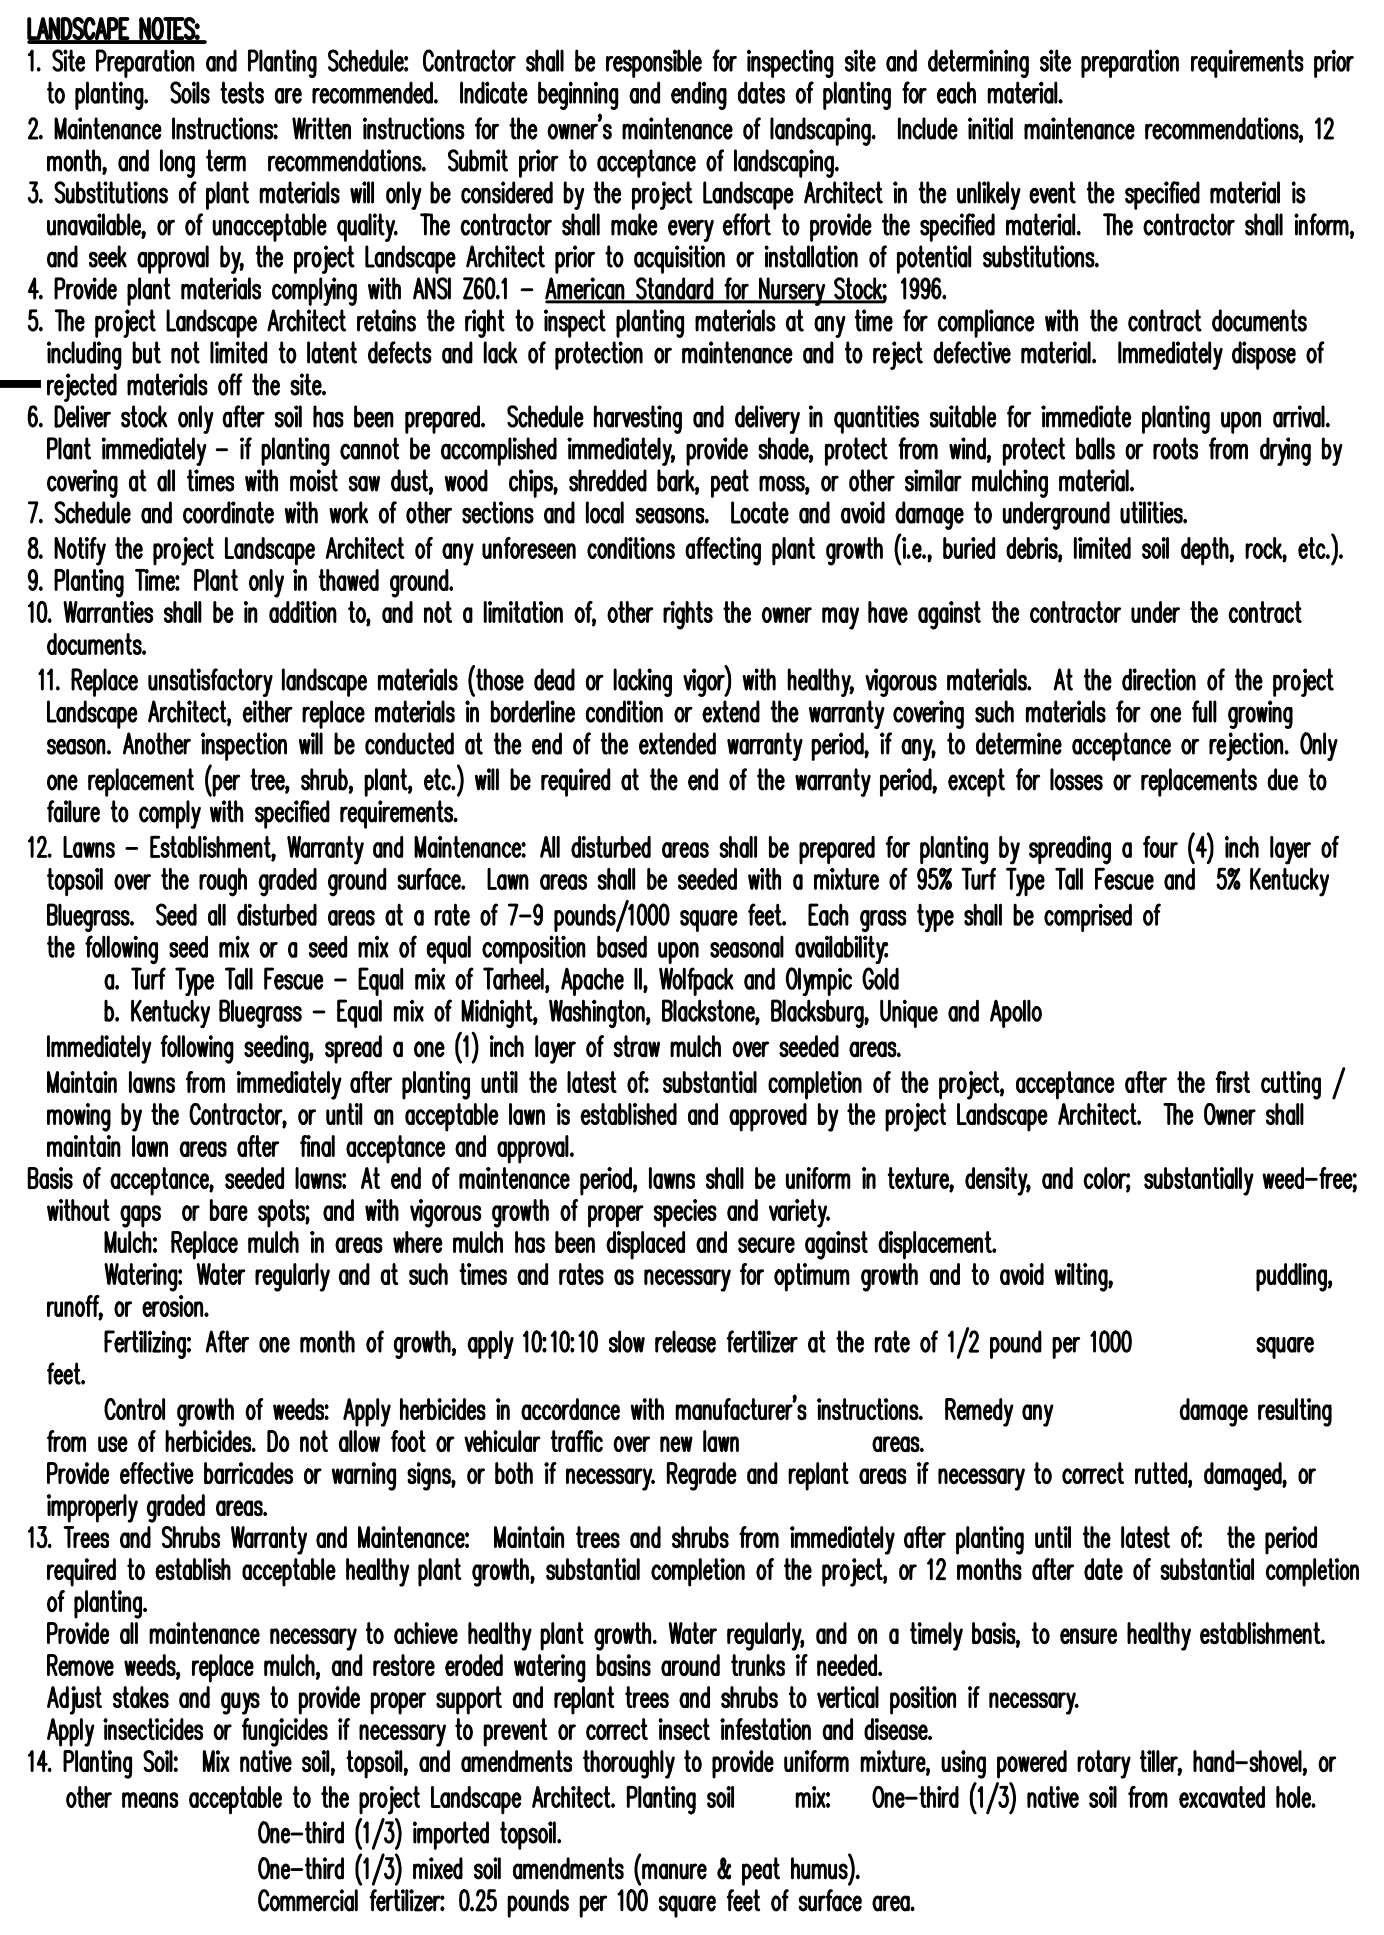 LANDSCAPE NOTES:
1. Site Preparation and Planting Schedule: Contractor shall be responsible for inspecting site and determining site preparation requirements prior
to planting. Soils tests are recommended. Indicate beginning and ending dates of planting for each material.
2. Maintenance Instructions: Written instructions for the owner's maintenance of landscaping. Include initial maintenance recommendations, 12
month, and long term recommendations. Submit prior to acceptance of landscaping.
3. Substitutions of plant materials will only be considered by the project Landscape Architect in the unlikely event the specified material is
unavailable, or of unacceptable quality. The contractor shall make every effort to provide the specified material. The contractor shall inform,
and seek approval by, the project Landscape Architect prior to acquisition or installation of potential substitutions.
4. Provide plant materials complying with ANSI Z60.1 - American Standard for Nursery Stock; 1996.
5. The project Landscape Architect retains the right to inspect planting materials at any time for compliance with the contract documents
including but not limited to latent defects and lack of protection or maintenance and to reject defective material. Immediately dispose of
rejected materials off the site.
6. Deliver stock only after soil has been prepared. Schedule harvesting and delivery in quantities suitable for immediate planting upon arrival.
Plant immediately - if planting cannot be accomplished immediately, provide shade, protect from wind, protect balls or roots from drying by
covering at all times with moist saw dust, wood chips, shredded bark, peat moss, or other similar mulching material.
7. Schedule and coordinate with work of other sections and local seasons. Locate and avoid damage to underground utilities.
8. Notify the project Landscape Architect of any unforeseen conditions affecting plant growth (i.e., buried debris, limited soil depth, rock, etc.).
9. Planting Time: Plant only in thawed ground.
10. Warranties shall be in addition to, and not a limitation of, other rights the owner may have against the contractor under the contract
documents.
11. Replace unsatisfactory landscape materials (those dead or lacking vigor) with healthy, vigorous materials. At the direction of the project
Landscape Architect, either replace materials in borderline condition or extend the warranty covering such materials for one full growing
season. Another inspection will be conducted at the end of the extended warranty period, if any, to determine acceptance or rejection. Only
one replacement (per tree, shrub, plant, etc.) will be required at the end of the warranty period, except for losses or replacements due to
failure to comply with specified requirements.
12. Lawns - Establishment, Warranty and Maintenance: All disturbed areas shall be prepared for planting by spreading a four (4) inch layer of
topsoil over the rough graded ground surface. Lawn areas shall be seeded with a mixture of 95% Turf Type Tall Fescue and 5% Kentucky
Bluegrass. Seed all disturbed areas at a rate of 7-9 pounds/1000 square feet. Each grass type shall be comprised of
the following seed mix or a seed mix of equal composition based upon seasonal availability:
a. Turf Type Tall Fescue - Equal mix of Tarheel, Apache II, Wolfpack and Olympic Gold
b. Kentucky Bluegrass - Equal mix of Midnight, Washington, Blackstone, Blacksburg, Unique and Apollo
Immediately following seeding, spread a one (1) inch layer of straw mulch over seeded areas.
Maintain lawns from immediately after planting until the latest of: substantial completion of the project, acceptance after the first cutting /
mowing by the Contractor, or until an acceptable lawn is established and approved by the project Landscape Architect. The Owner shall
maintain lawn areas after final acceptance and approval.
Basis of acceptance, seeded lawns: At end of maintenance period, lawns shall be uniform in texture, density, and color; substantially weed-free;
without gaps or bare spots; and with vigorous growth of proper species and variety.
Mulch: Replace mulch in areas where mulch has been displaced and secure against displacement.
Watering: Water regularly and at such times and rates as necessary for optimum growth and to avoid wilting, puddling,
runoff, or erosion.
Fertilizing: After one month of growth, apply 10:10:10 slow release fertilizer at the rate of 1/2 pound per 1000 square
feet.
Control growth of weeds: Apply herbicides in accordance with manufacturer's instructions. Remedy any damage resulting
from use of herbicides. Do not allow foot or vehicular traffic over new lawn areas.
Provide effective barricades or warning signs, or both if necessary. Regrade and replant areas if necessary to correct rutted, damaged, or
improperly graded areas.
13. Trees and Shrubs Warranty and Maintenance: Maintain trees and shrubs from immediately after planting until the latest of: the period
required to establish acceptable healthy plant growth, substantial completion of the project, or 12 months after date of substantial completion
of planting.
Provide all maintenance necessary to achieve healthy plant growth. Water regularly, and on a timely basis, to ensure healthy establishment.
Remove weeds, replace mulch, and restore eroded watering basins around trunks if needed.
Adjust stakes and guys to provide proper support and replant trees and shrubs to vertical position if necessary.
Apply insecticides or fungicides if necessary to prevent or correct insect infestation and disease.
14. Planting Soil: Mix native soil, topsoil, and amendments thoroughly to provide uniform mixture, using powered rotary tiller, hand-shovel, or
other means acceptable to the project Landscape Architect. Planting soil mix: One-third (1/3) native soil from excavated hole.
One-third (1/3) imported topsoil.
One-third (1/3) mixed soil amendments (manure & peat humus).
Commercial fertilizer: 0.25 pounds per 100 square feet of surface area.